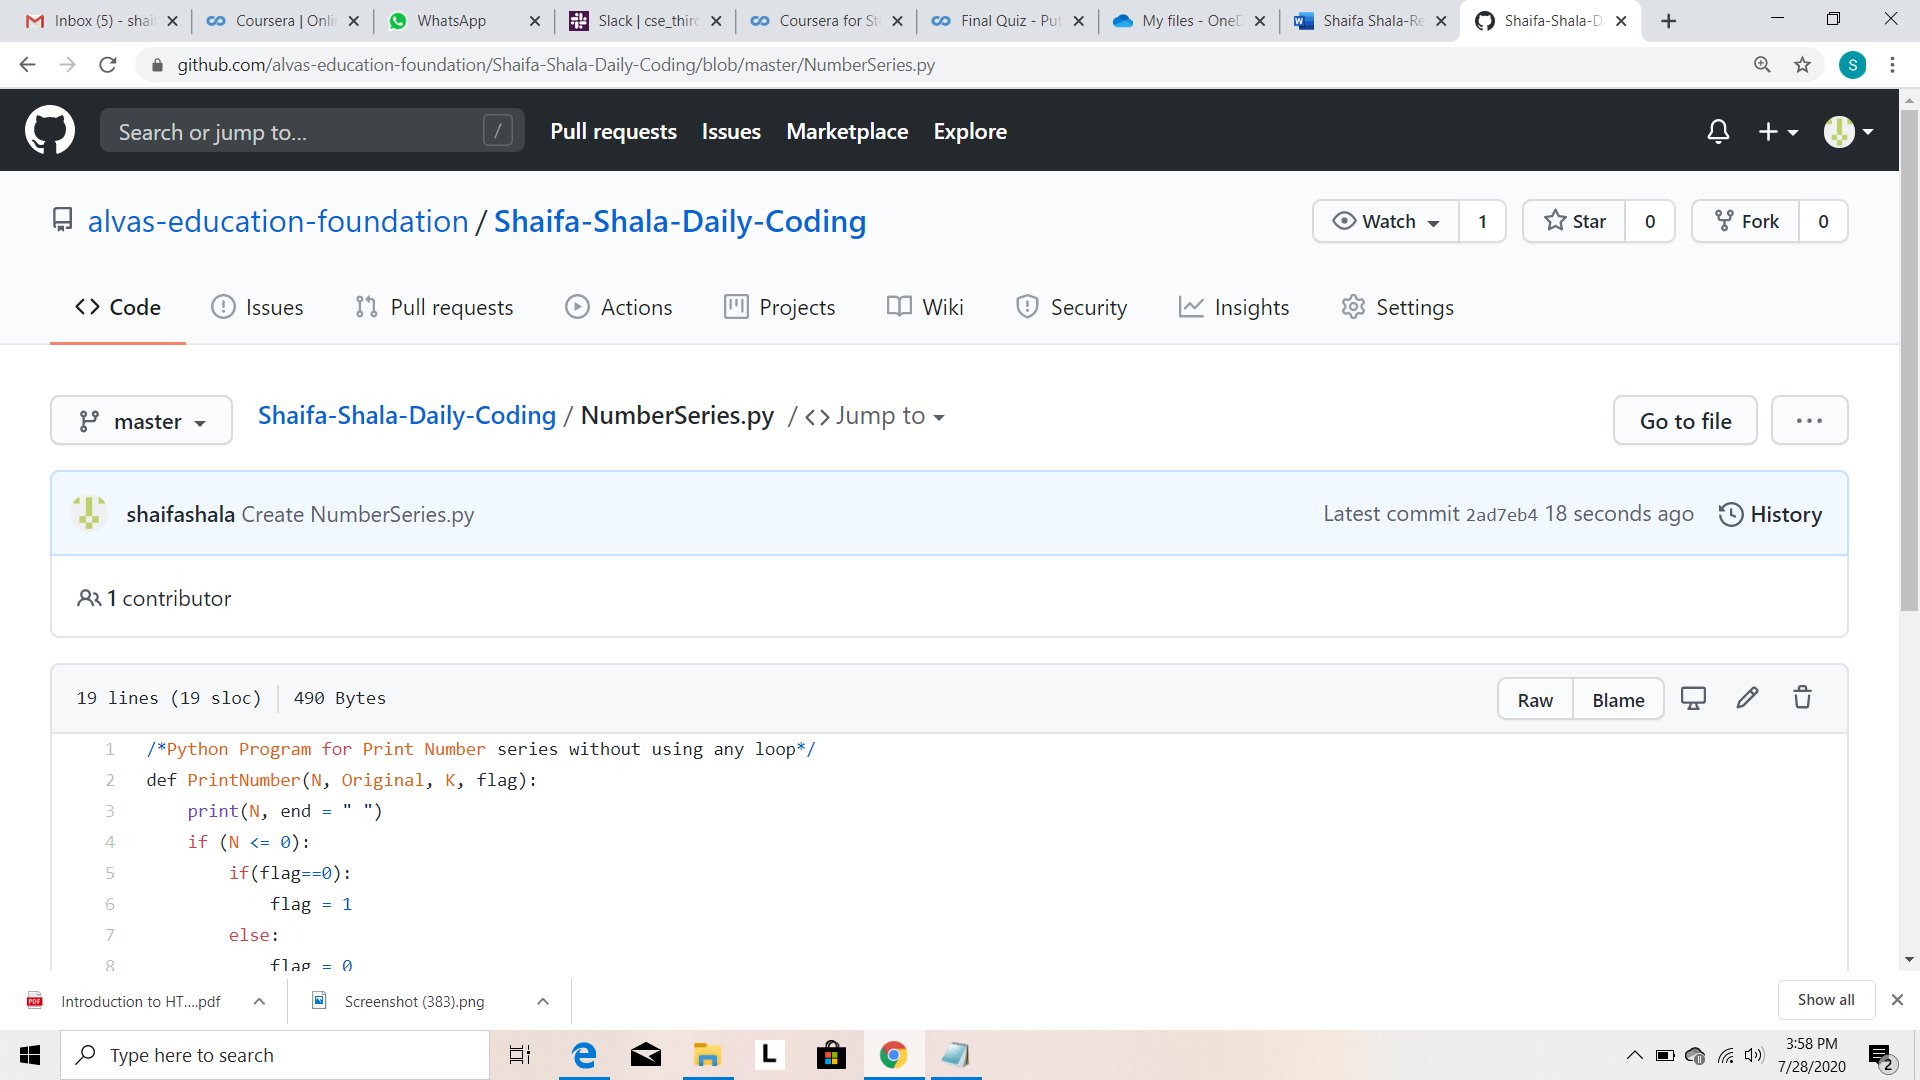 Inbox (5) - shai
Coursera | Onli
WhatsApp
Slack | cse_third
Coursera for St
Final Quiz - Pu
My files - OneD
Shaifa Shala-Re
Shaifa-Shala-D
github.com/alvas-education-foundation/Shaifa-Shala-Daily-Coding/blob/master/NumberSeries.py
S
Search or jump to...
/
Pull requests
Issues
Marketplace
Explore
alvas-education-foundation / Shaifa-Shala-Daily-Coding
Watch 1
Star 0
Fork 0
Code
Issues
Pull requests
Actions
Projects
Wiki
Security
Insights
Settings
master
Shaifa-Shala-Daily-Coding / NumberSeries.py / <> Jump to
Go to file
...
shaifashala Create NumberSeries.py
Latest commit 2ad7eb4 18 seconds ago
History
1 contributor
19 lines (19 sloc) | 490 Bytes
Raw
Blame
1 /*Python Program for Print Number series without using any loop*/
2 def PrintNumber(N, Original, K, flag):
3 print(N, end = " ")
4 if (N <= 0):
5 if(flag==0):
6 flag = 1
7 else:
8 flag = 0
PDF
Introduction to HT....pdf
Screenshot (383).png
Show all
Type here to search
L
3:58 PM
7/28/2020
2